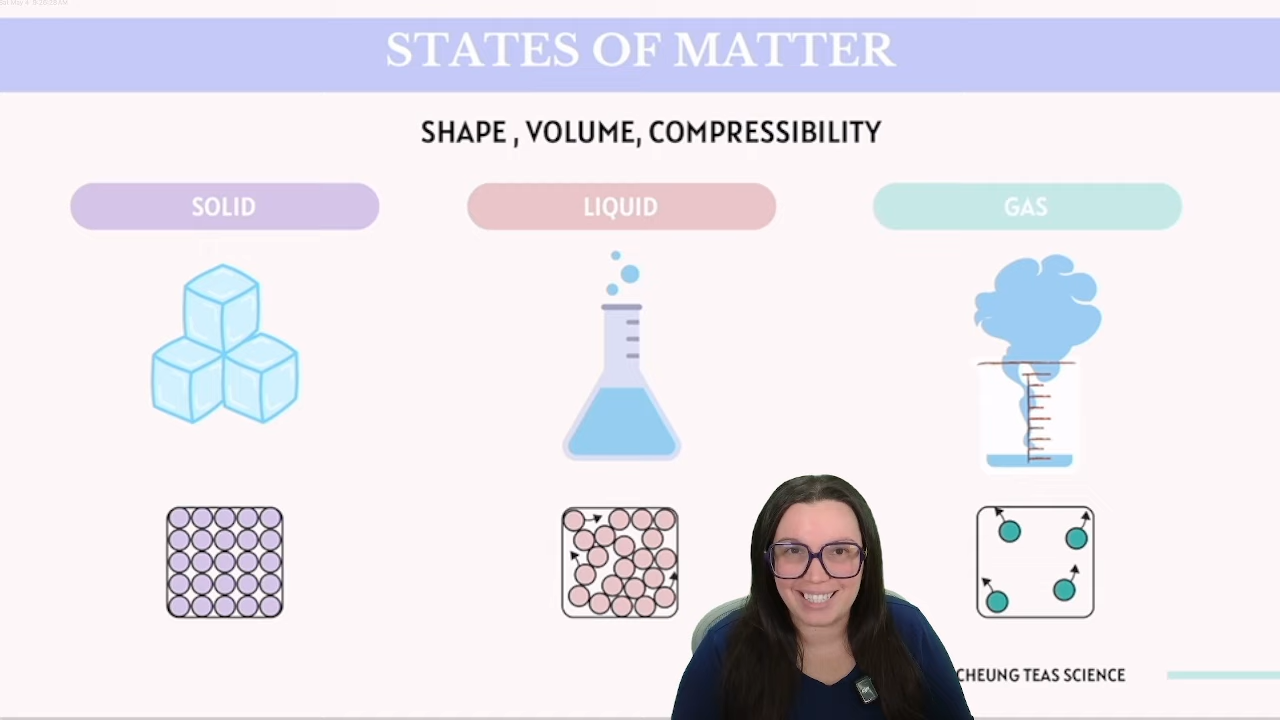 STATES OF MATTER
SHAPE , VOLUME, COMPRESSIBILITY
SOLID
LIQUID
GAS
CHEUNG TEAS SCIENCE